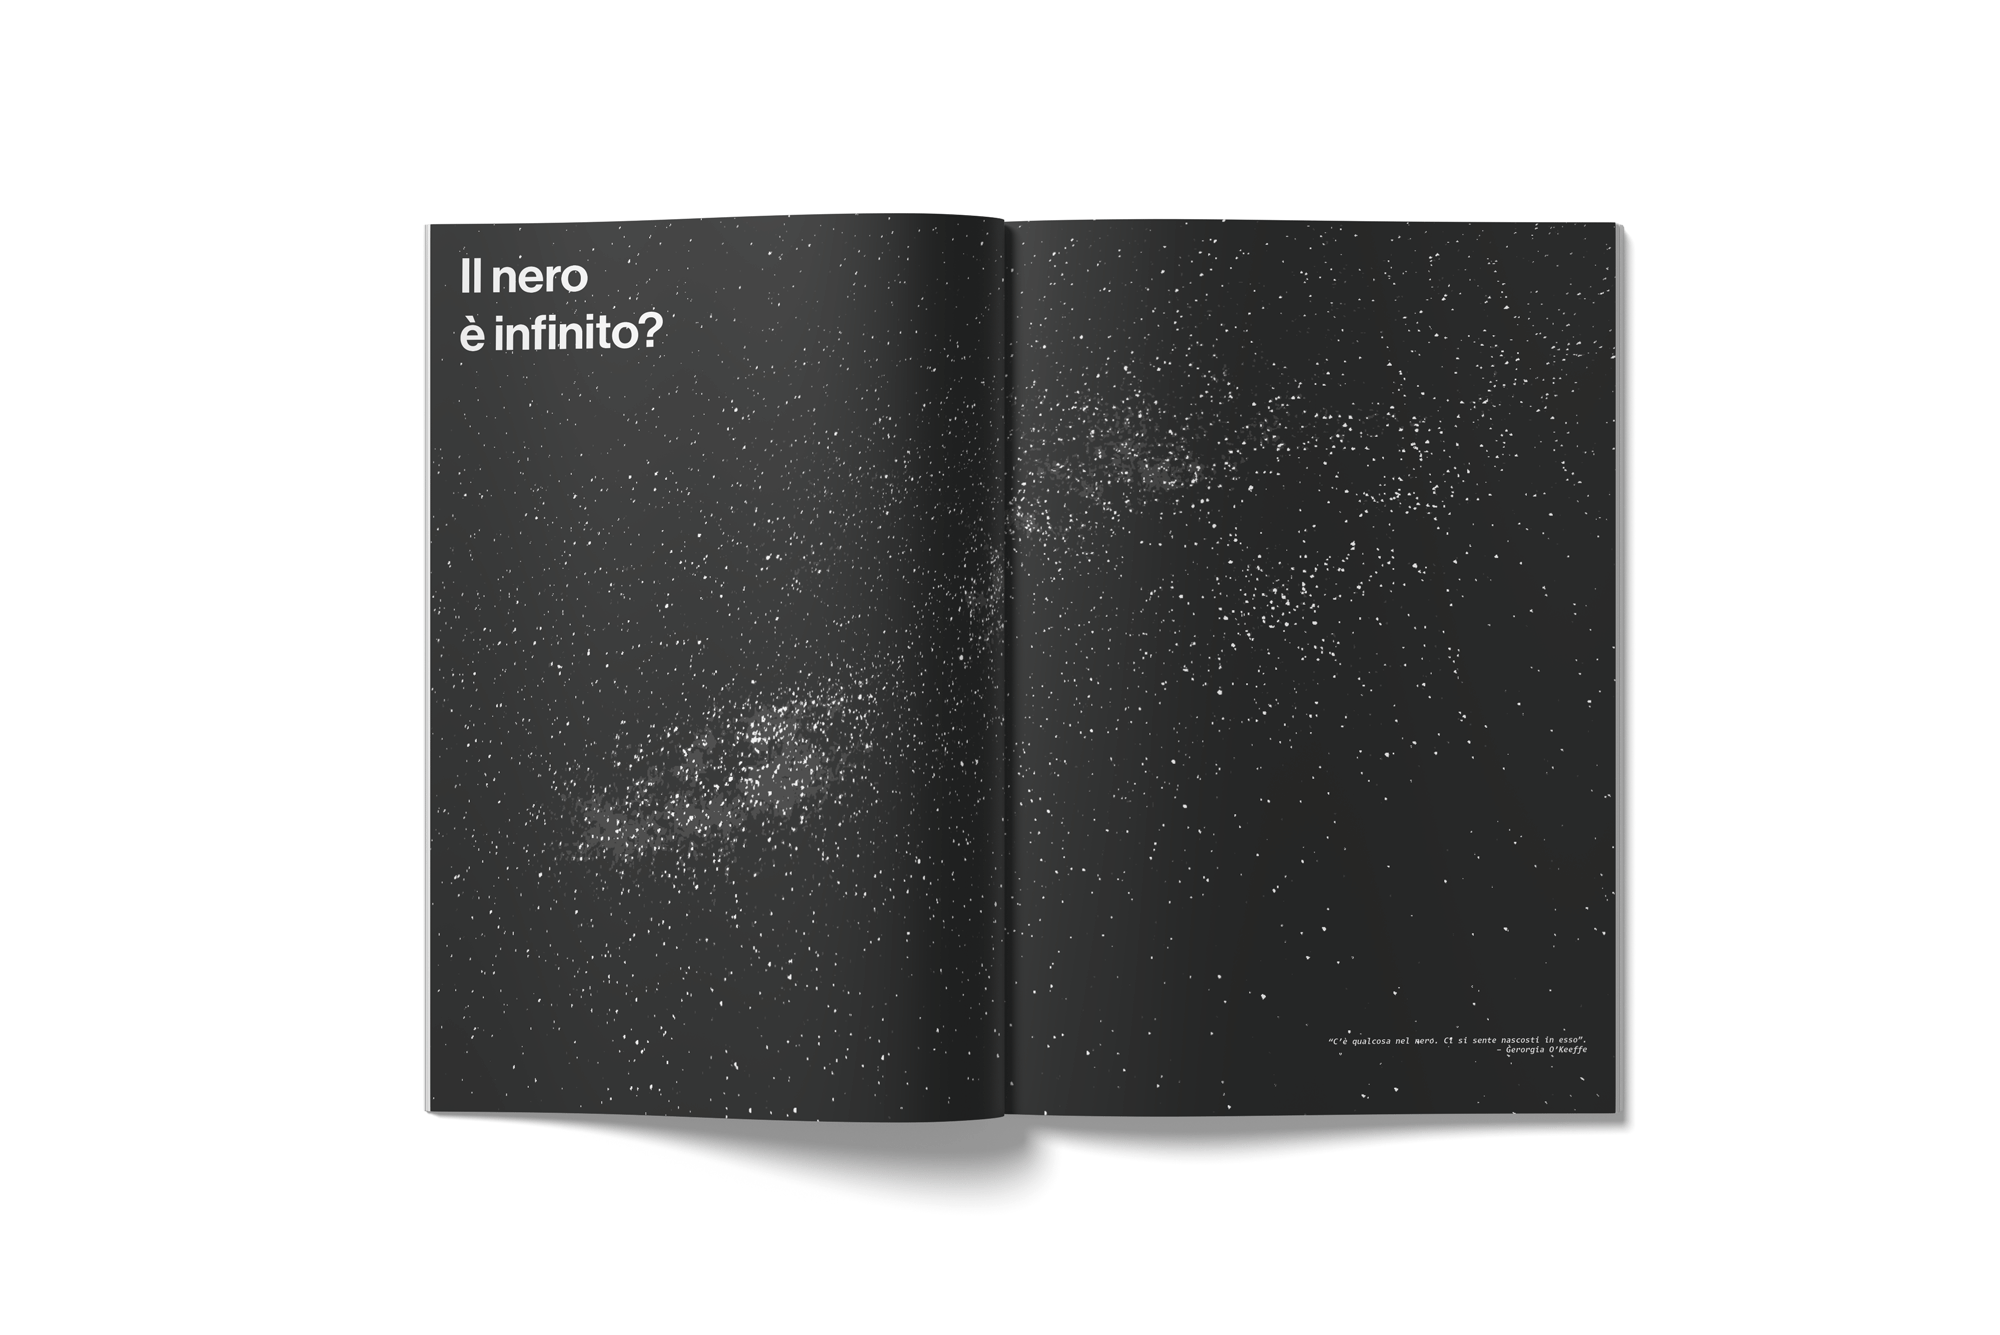 Il nero
è infinito?
“C’è qualcosa nel nero. Ci si sente nascosti in esso”.
– Gerorgia O’Keeffe